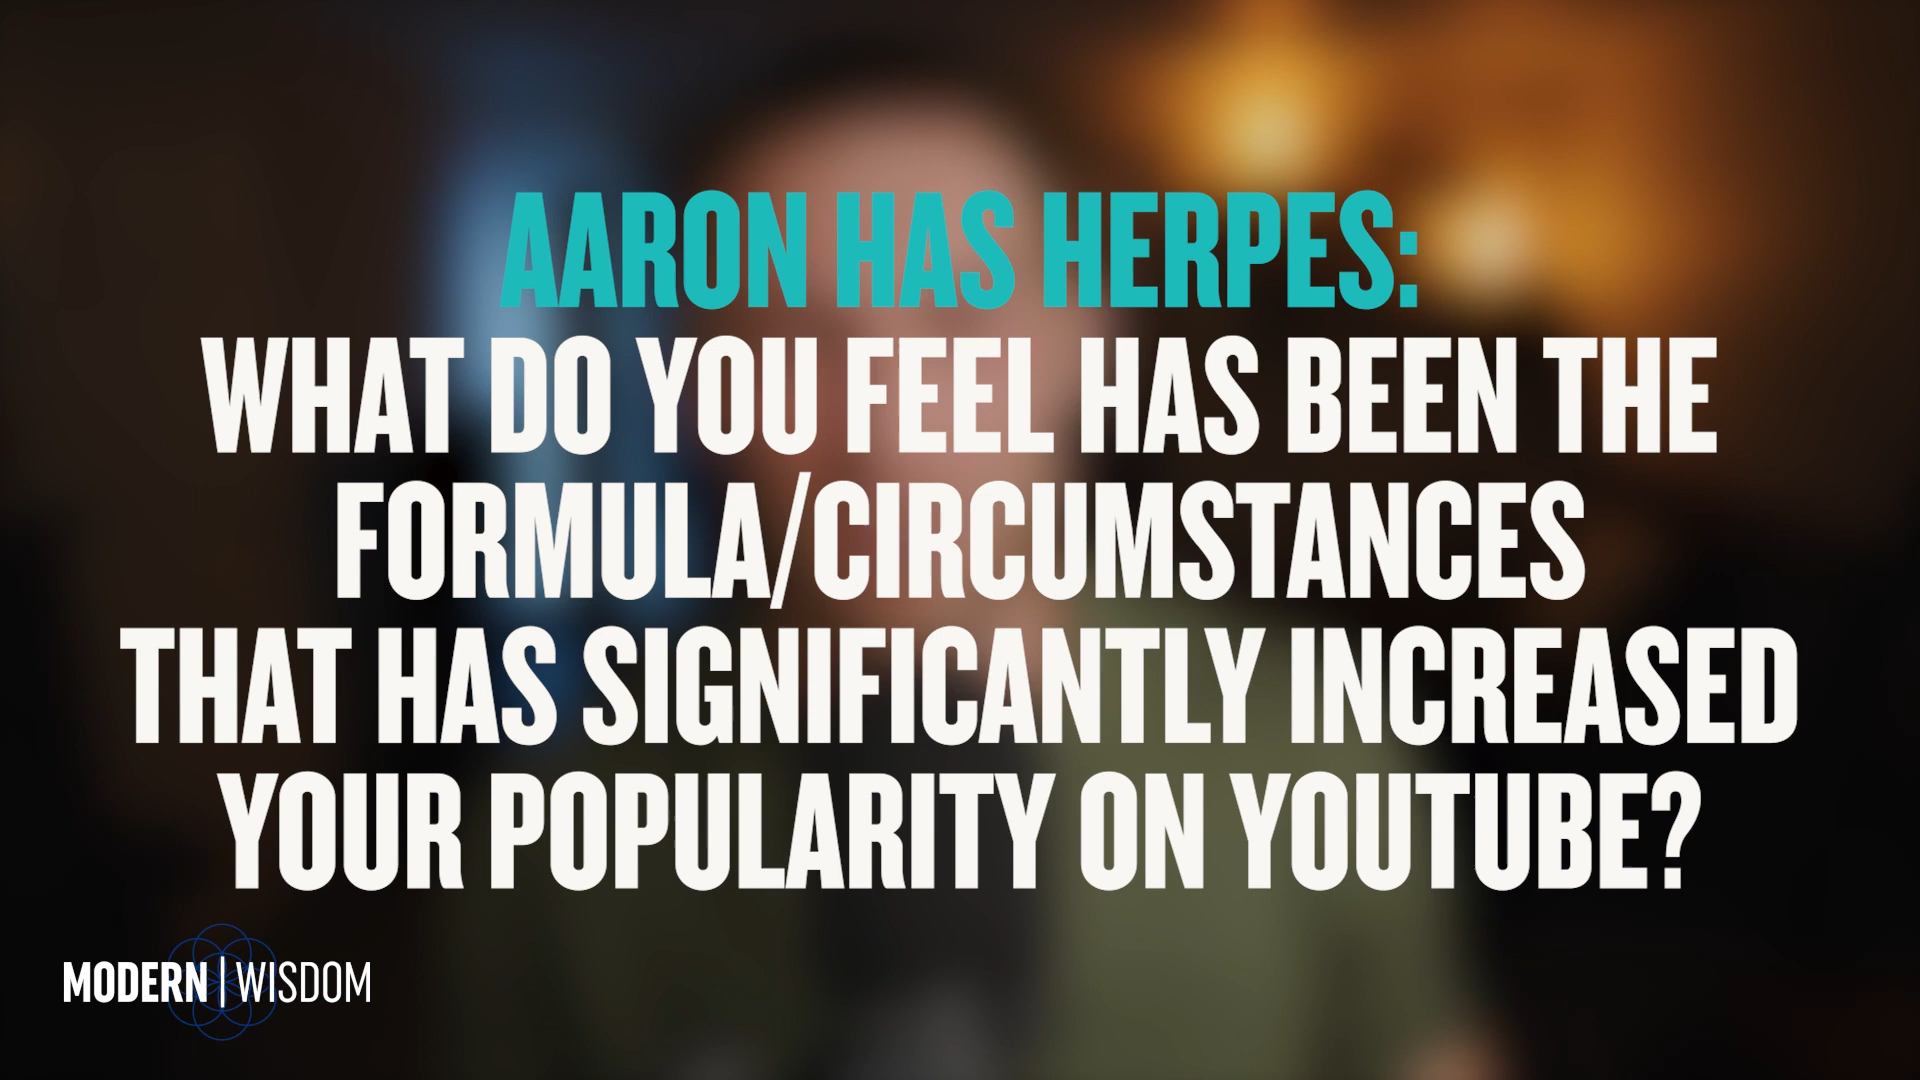 AARON HAS HERPES:
WHAT DO YOU FEEL HAS BEEN THE
FORMULA/CIRCUMSTANCES
THAT HAS SIGNIFICANTLY INCREASED
YOUR POPULARITY ON YOUTUBE?
MODERN|WISDOM